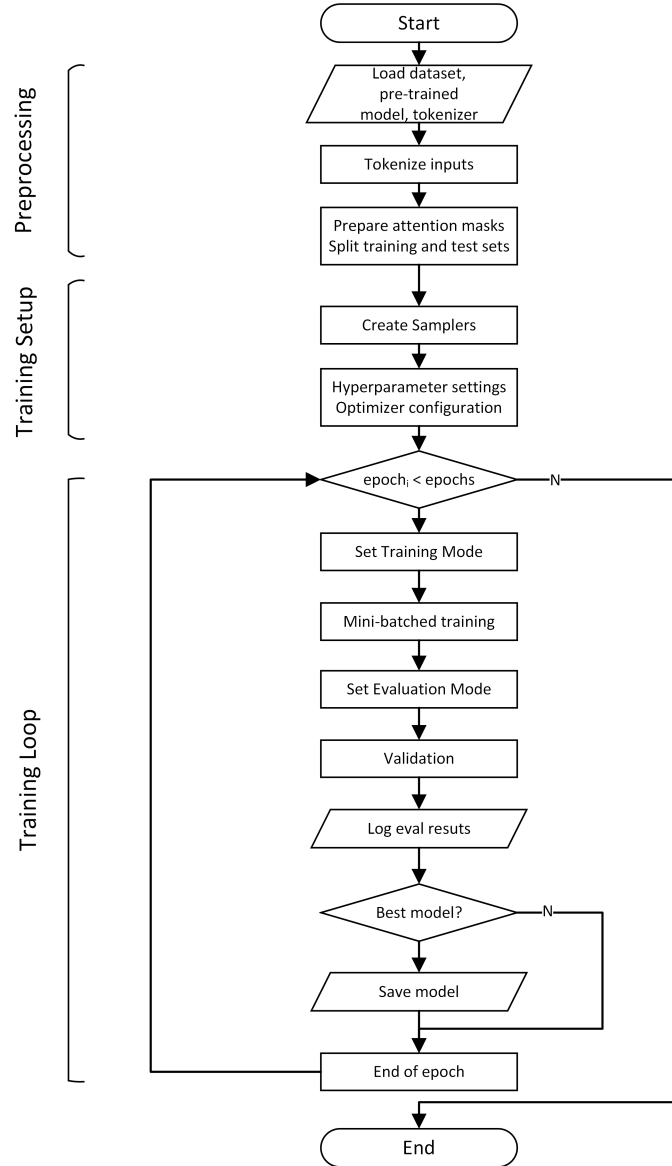 Start
Preprocessing
Load dataset,
pre-trained
model, tokenizer
Tokenize inputs
Prepare attention masks
Split training and test sets
Training Setup
Create Samplers
Hyperparameter settings
Optimizer configuration
Training Loop
epochᵢ < epochs
N
Set Training Mode
Mini-batched training
Set Evaluation Mode
Validation
Log eval resuts
Best model?
N
Save model
End of epoch
End